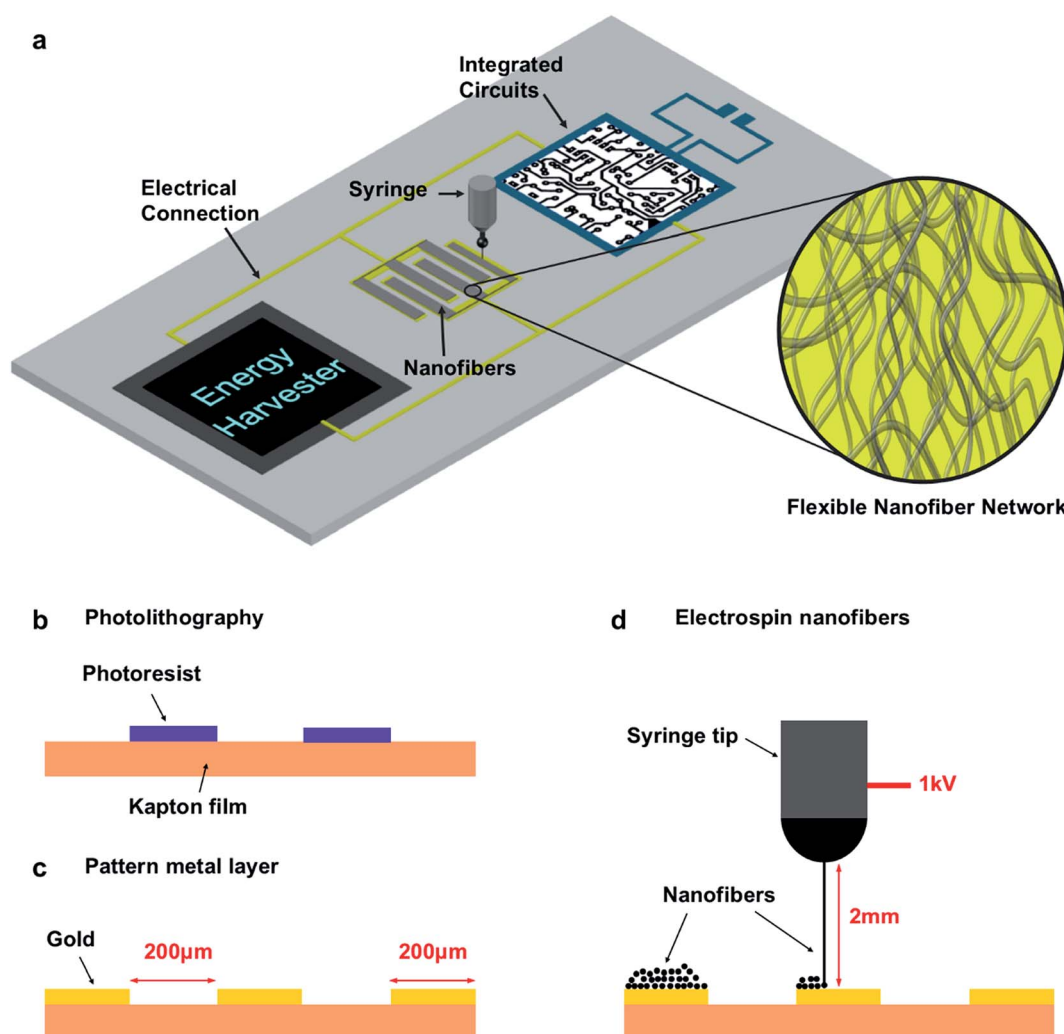 a
Integrated
Circuits
Electrical
Connection
Syringe
Nanofibers
Energy
Harvester
Flexible Nanofiber Network
b Photolithography
Photoresist
Kapton film
c Pattern metal layer
Gold
200µm
200µm
d Electrospin nanofibers
Syringe tip
1kV
Nanofibers
2mm